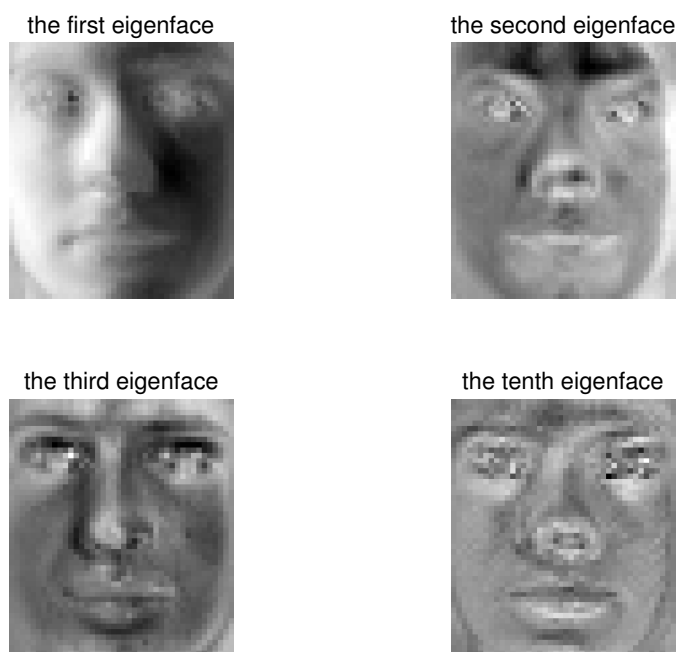 the first eigenface
the second eigenface
the third eigenface
the tenth eigenface